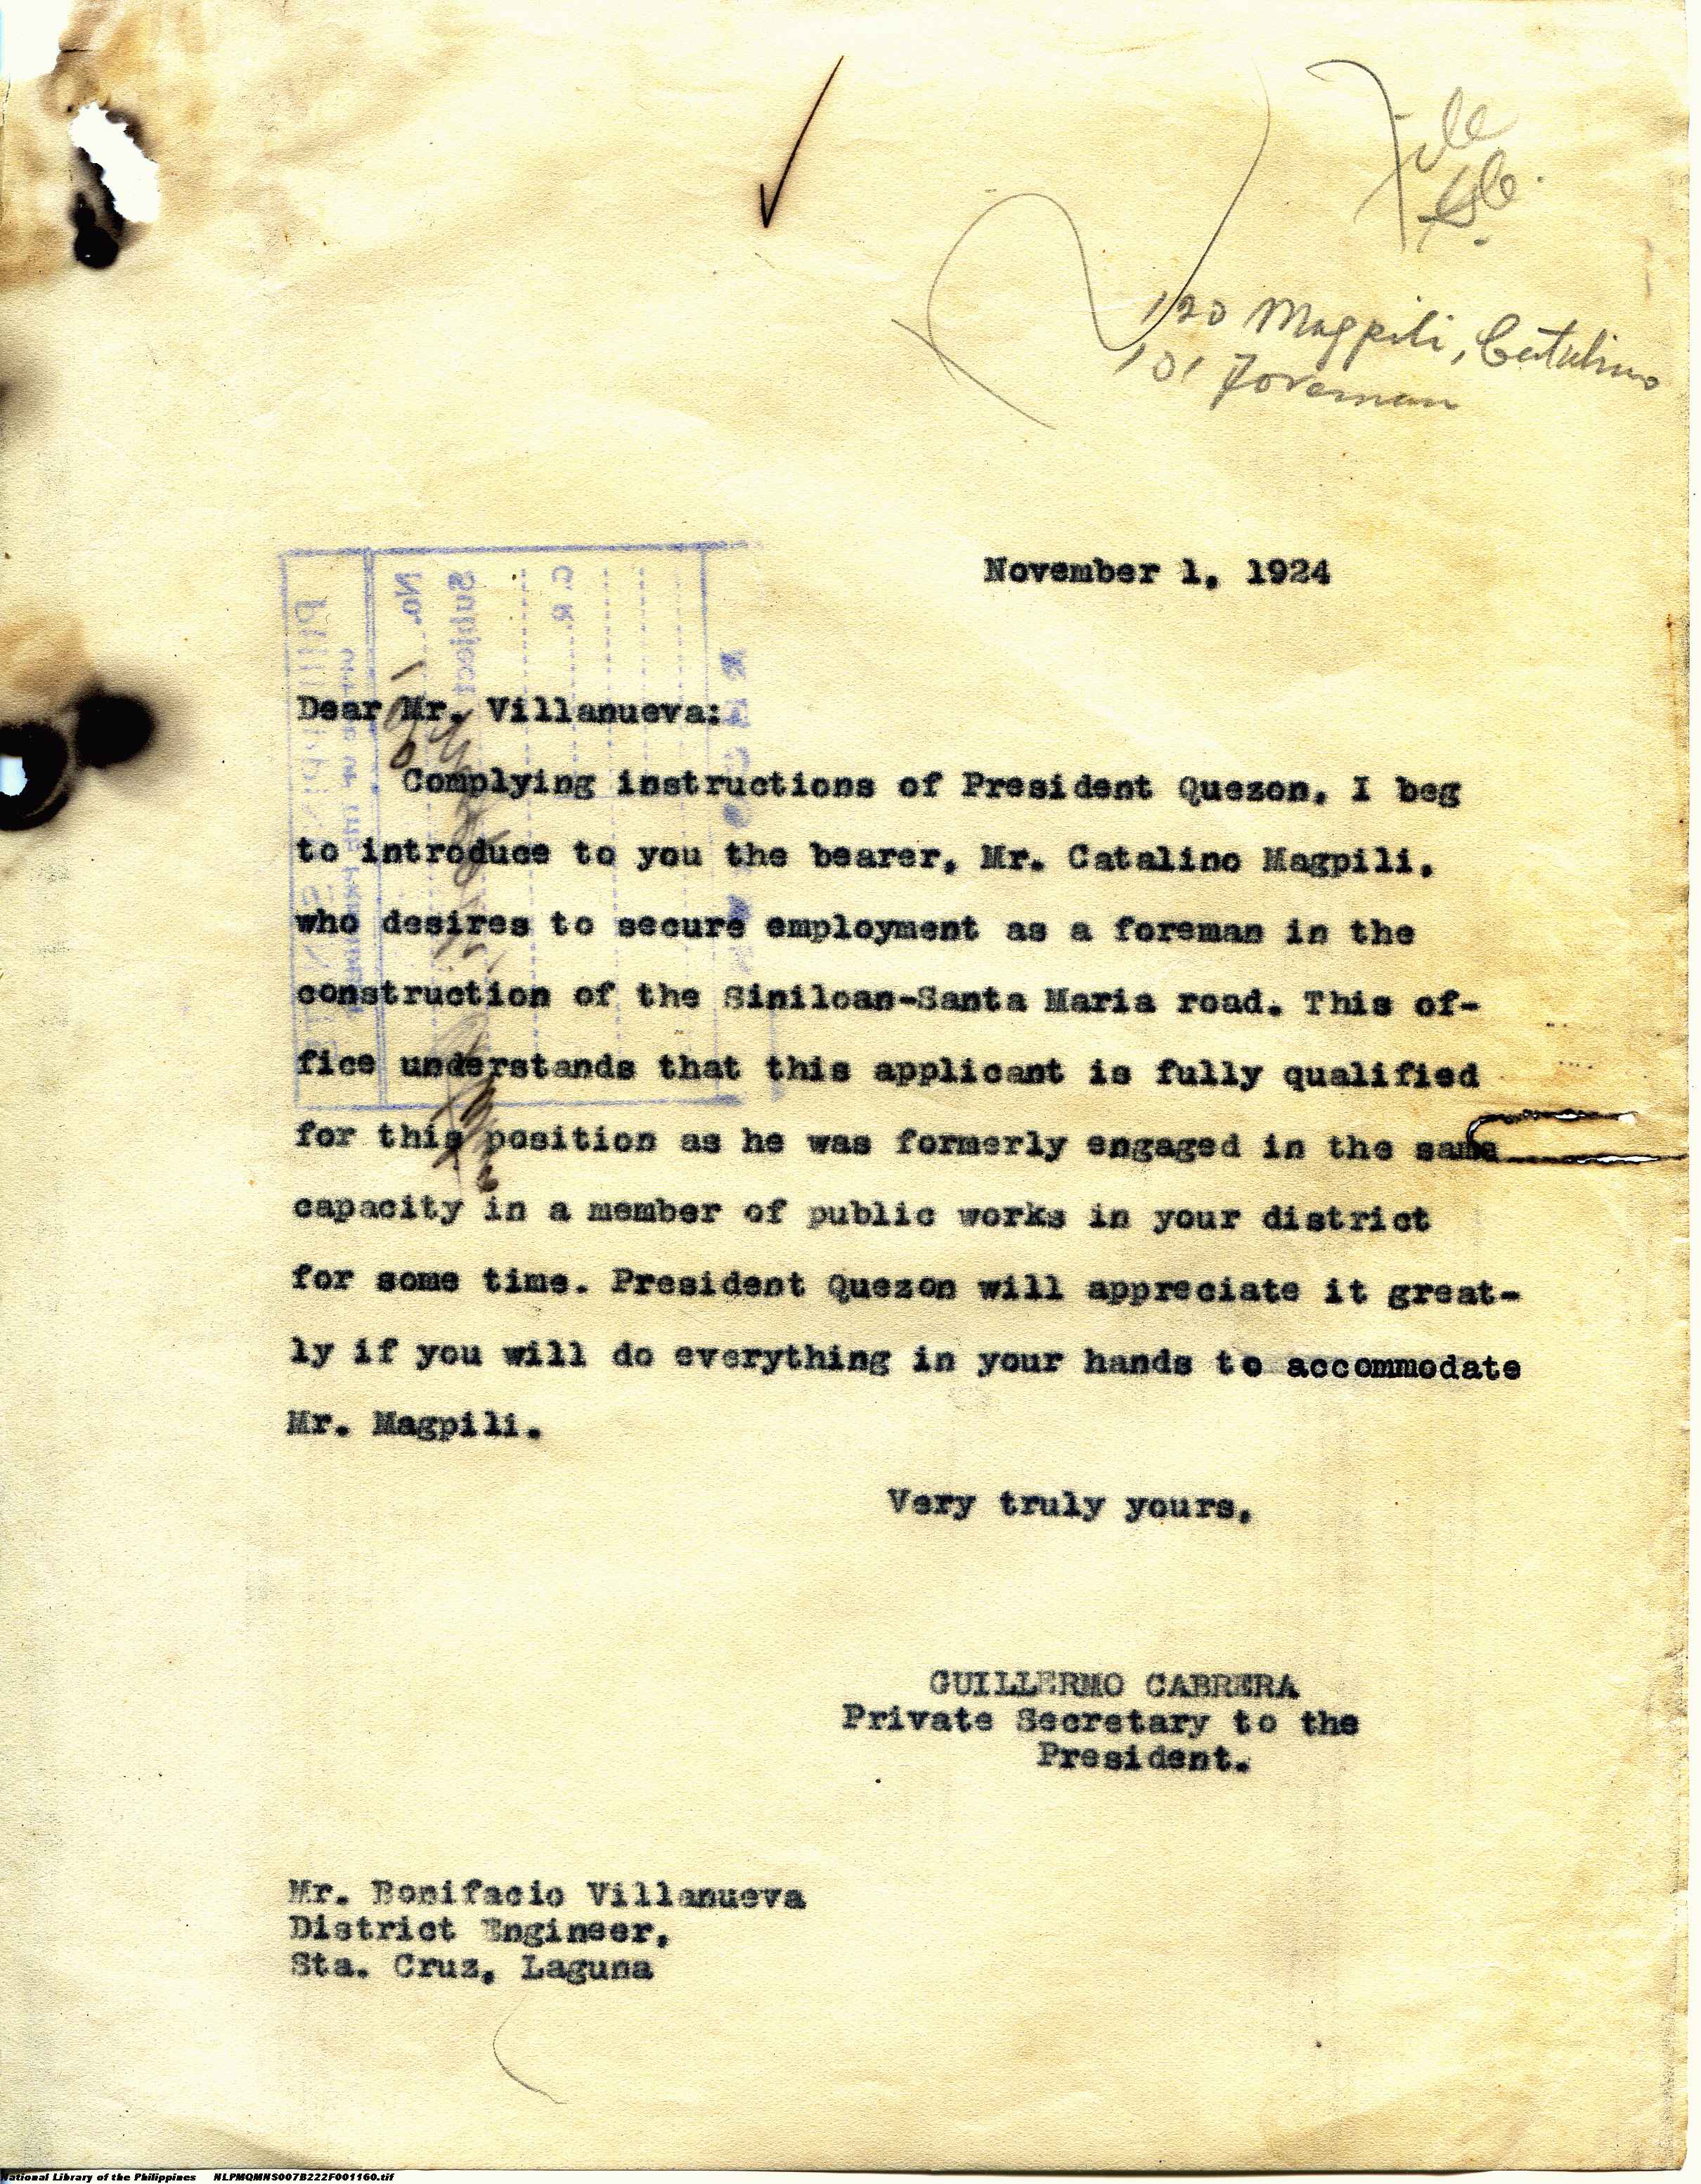 File
120 Magpili, Catalino
101 Foreman
November 1, 1924
Dear Mr. Villanueva:
Complying instructions of President Quezon, I beg
to introduce to you the bearer, Mr. Catalino Magpili,
who desires to secure employment as a foreman in the
construction of the Siniloan-Santa Maria road. This of-
fice understands that this applicant is fully qualified
for this position as he was formerly engaged in the same
capacity in a member of public works in your district
for some time. President Quezon will appreciate it great-
ly if you will do everything in your hands to accommodate
Mr. Magpili.
Very truly yours,
GUILLERMO CABRERA
Private Secretary to the
President.
Mr. Bonifacio Villanueva
District Engineer,
Sta. Cruz, Laguna
No.
Subject
C. R.
National Library of the Philippines NLPMQMNS007B222F001160.tif